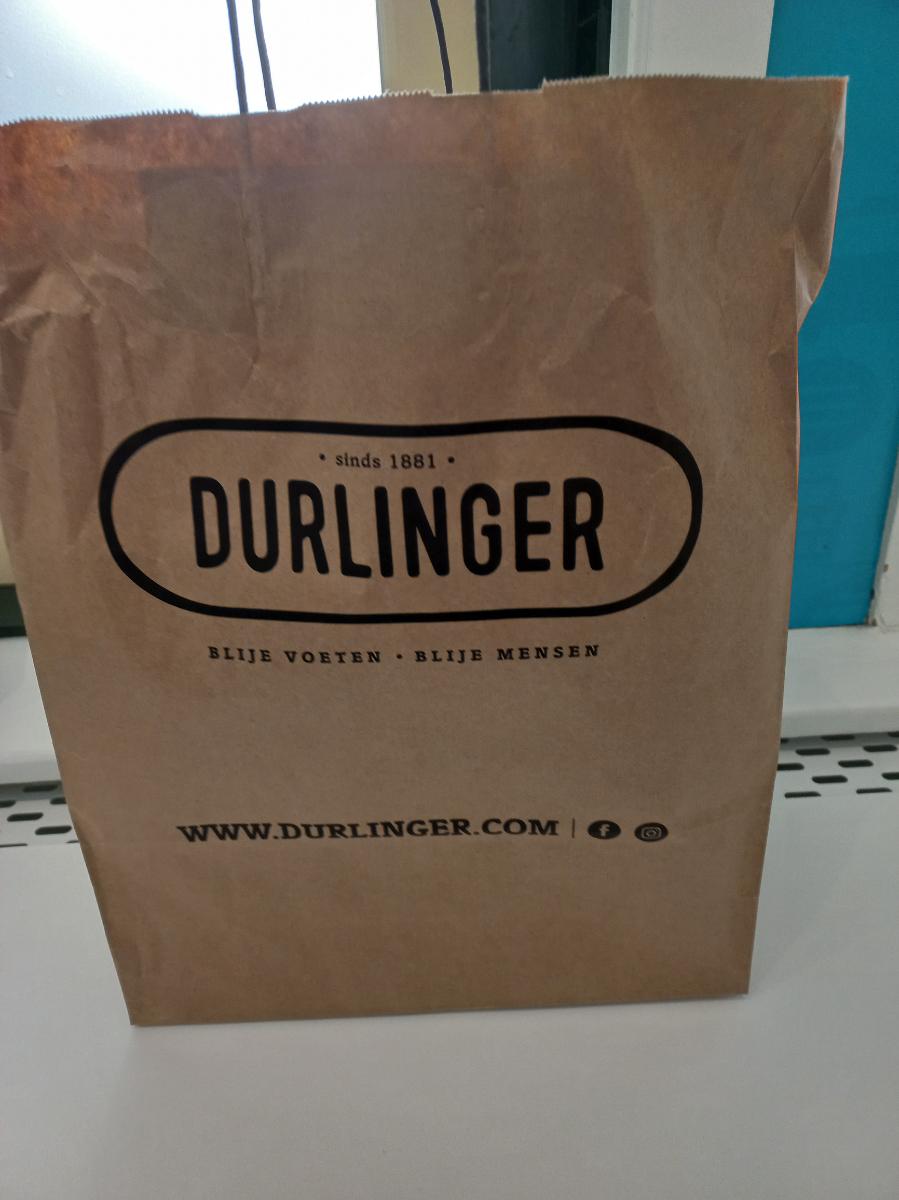 • sinds 1881 •
DURLINGER
BLIJE VOETEN • BLIJE MENSEN
WWW.DURLINGER.COM |